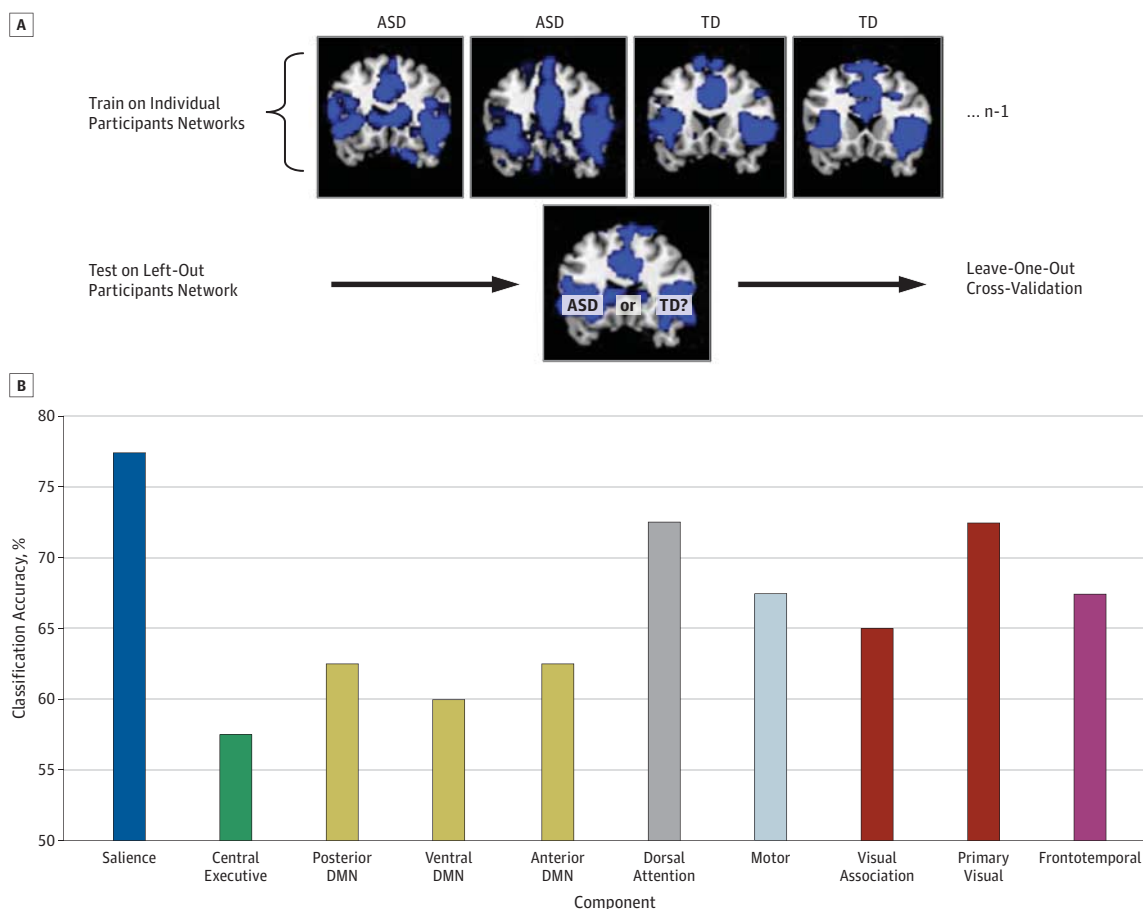 A
ASD
ASD
TD
TD
Train on Individual
Participants Networks
... n-1
Test on Left-Out
Participants Network
ASD or TD?
Leave-One-Out
Cross-Validation
B
Classification Accuracy, %
80
75
70
65
60
55
50
Salience
Central
Executive
Posterior
DMN
Ventral
DMN
Anterior
DMN
Dorsal
Attention
Motor
Visual
Association
Primary
Visual
Frontotemporal
Component